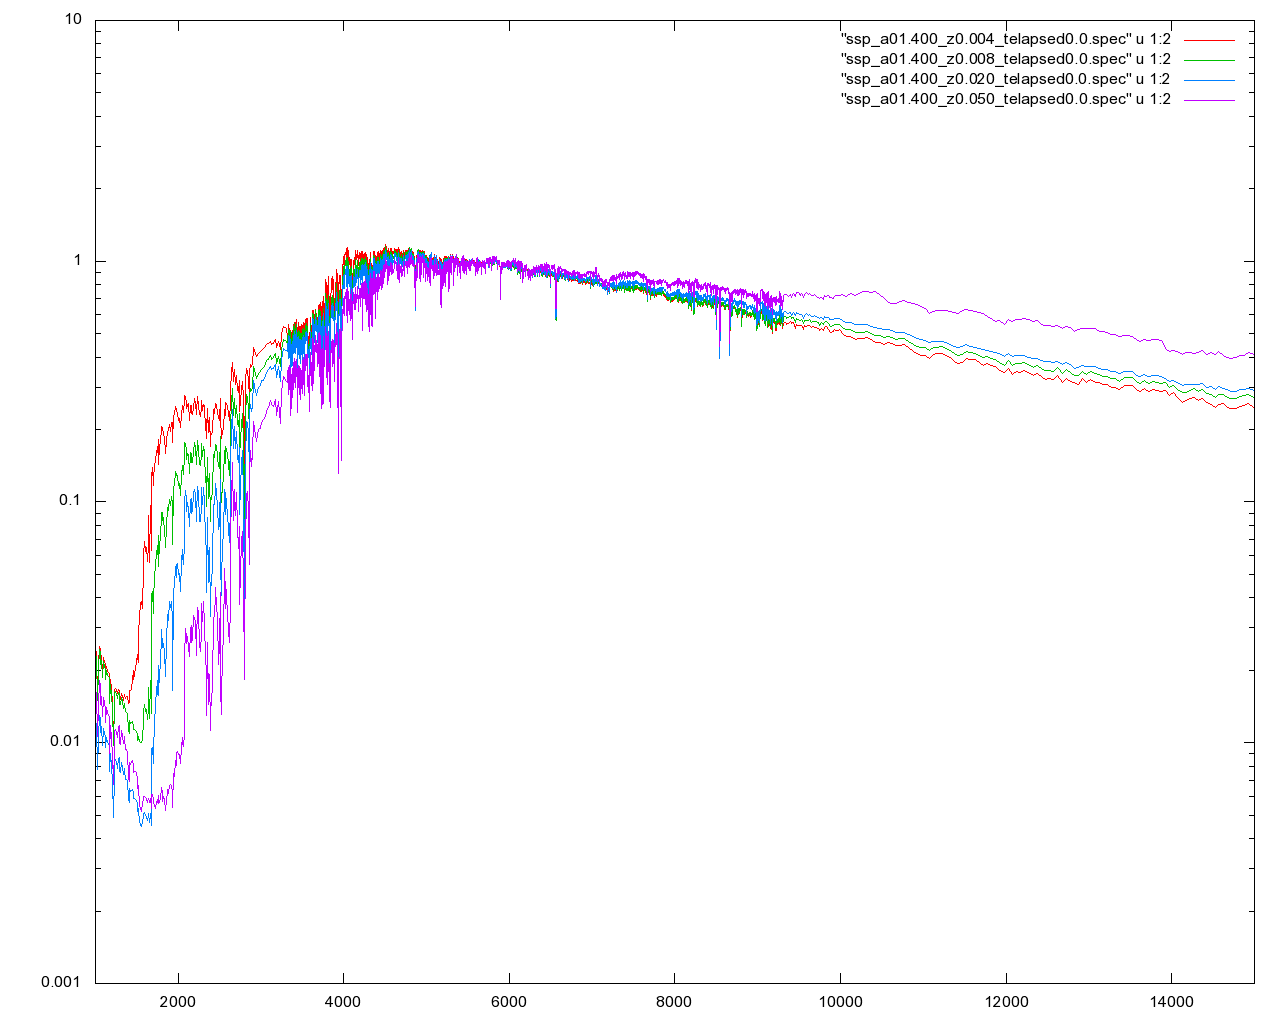 10
"ssp_a01.400_z0.004_telapsed0.0.spec" u 1:2
"ssp_a01.400_z0.008_telapsed0.0.spec" u 1:2
"ssp_a01.400_z0.020_telapsed0.0.spec" u 1:2
"ssp_a01.400_z0.050_telapsed0.0.spec" u 1:2
1
0.1
0.01
0.001
2000 4000 6000 8000 10000 12000 14000